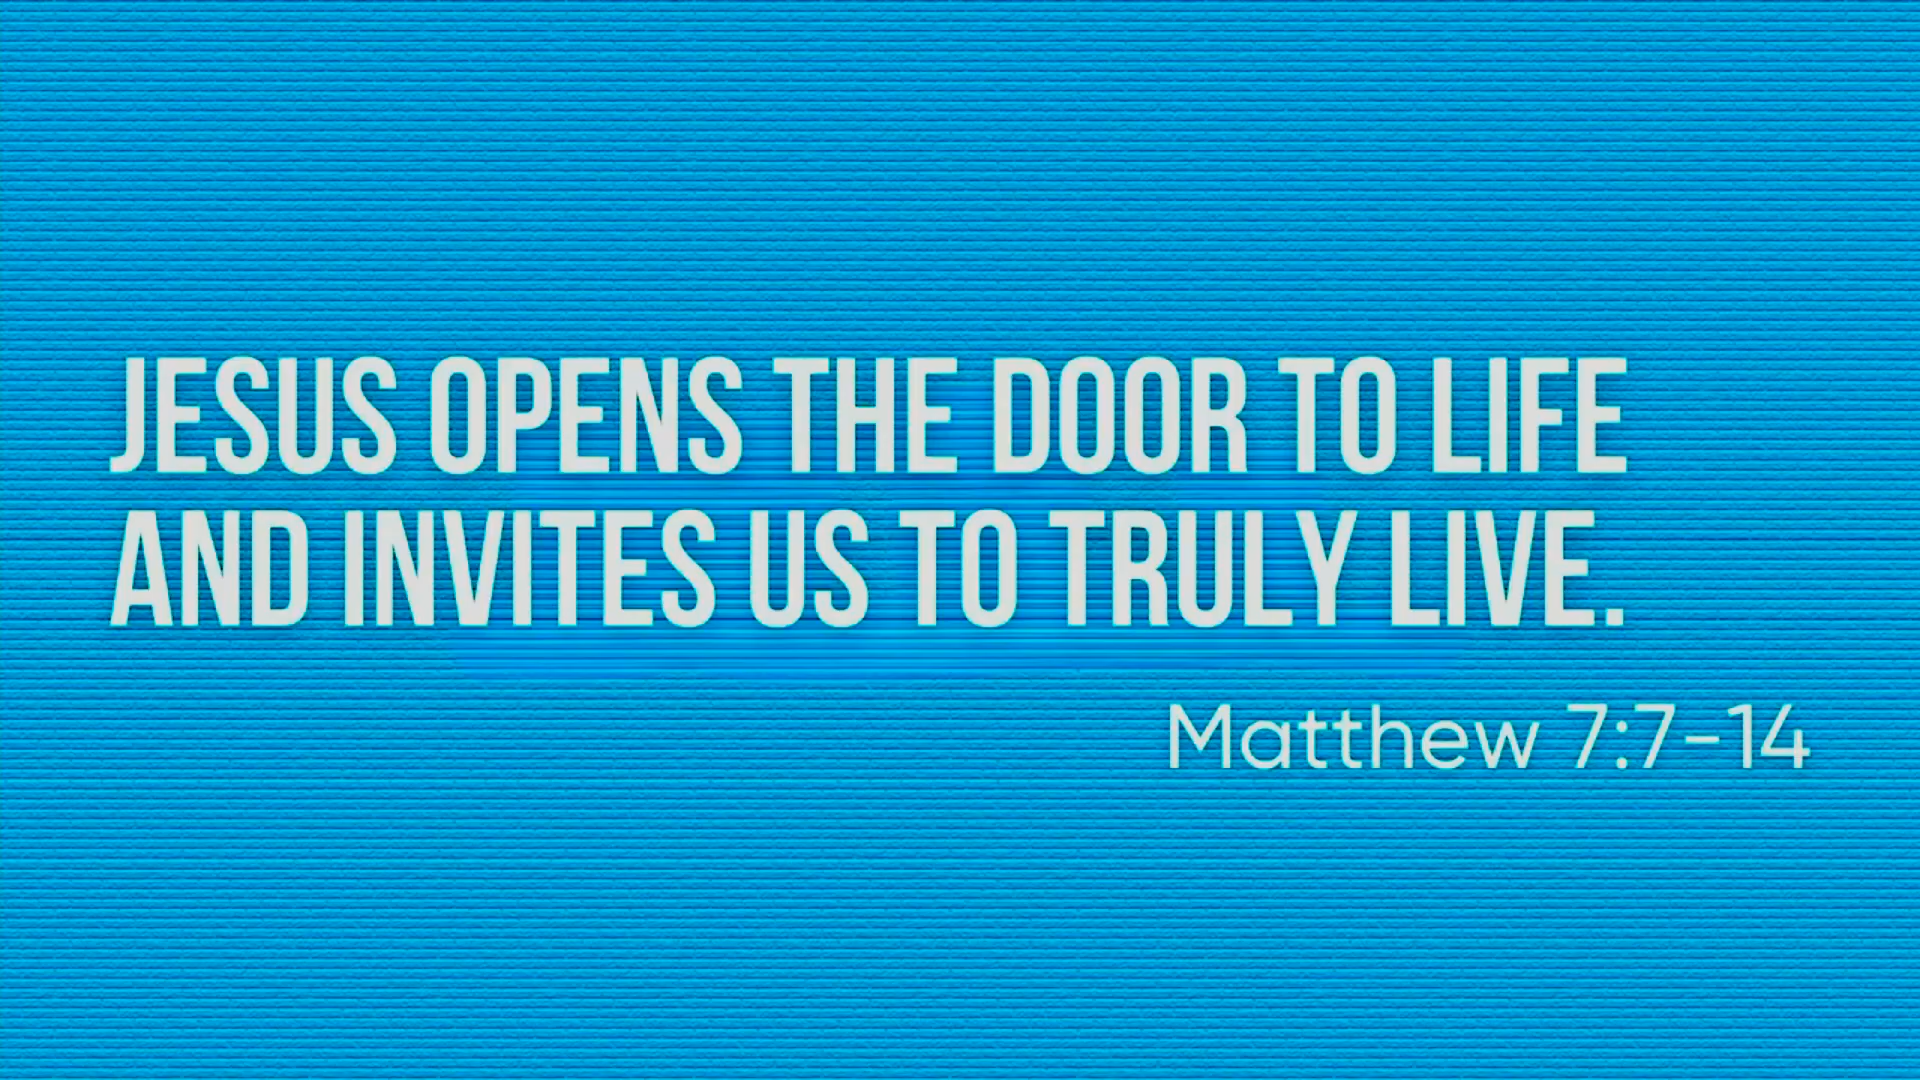 JESUS OPENS THE DOOR TO LIFE
AND INVITES US TO TRULY LIVE.
Matthew 7:7-14